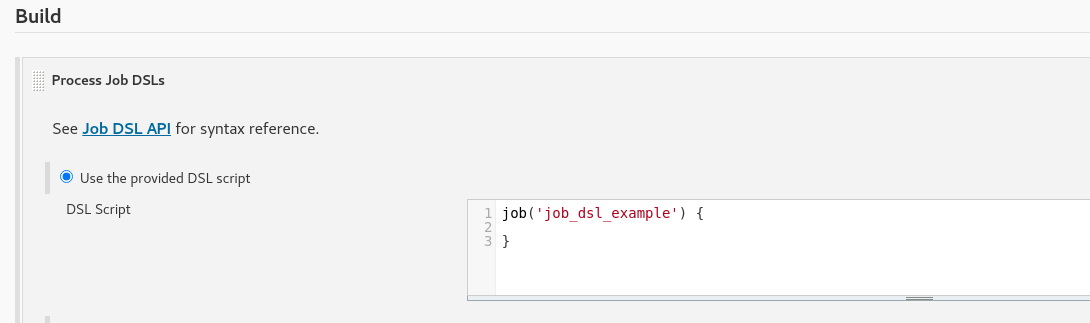 Build
Process Job DSLs
See Job DSL API for syntax reference.
Use the provided DSL script
DSL Script
1 job('job_dsl_example') {
2
3 }